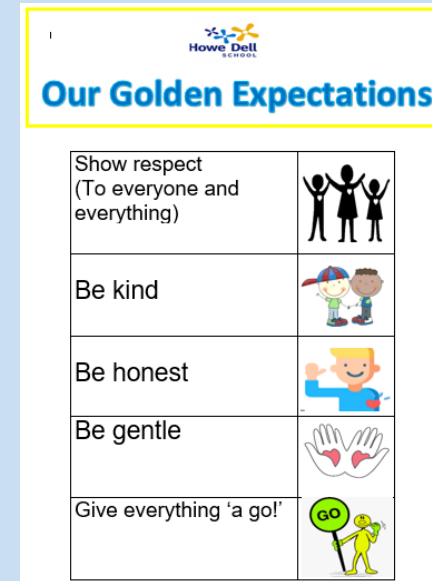 Howe Dell
SCHOOL
Our Golden Expectations
Show respect
(To everyone and
everything)
Be kind
Be honest
Be gentle
Give everything ‘a go!’
GO